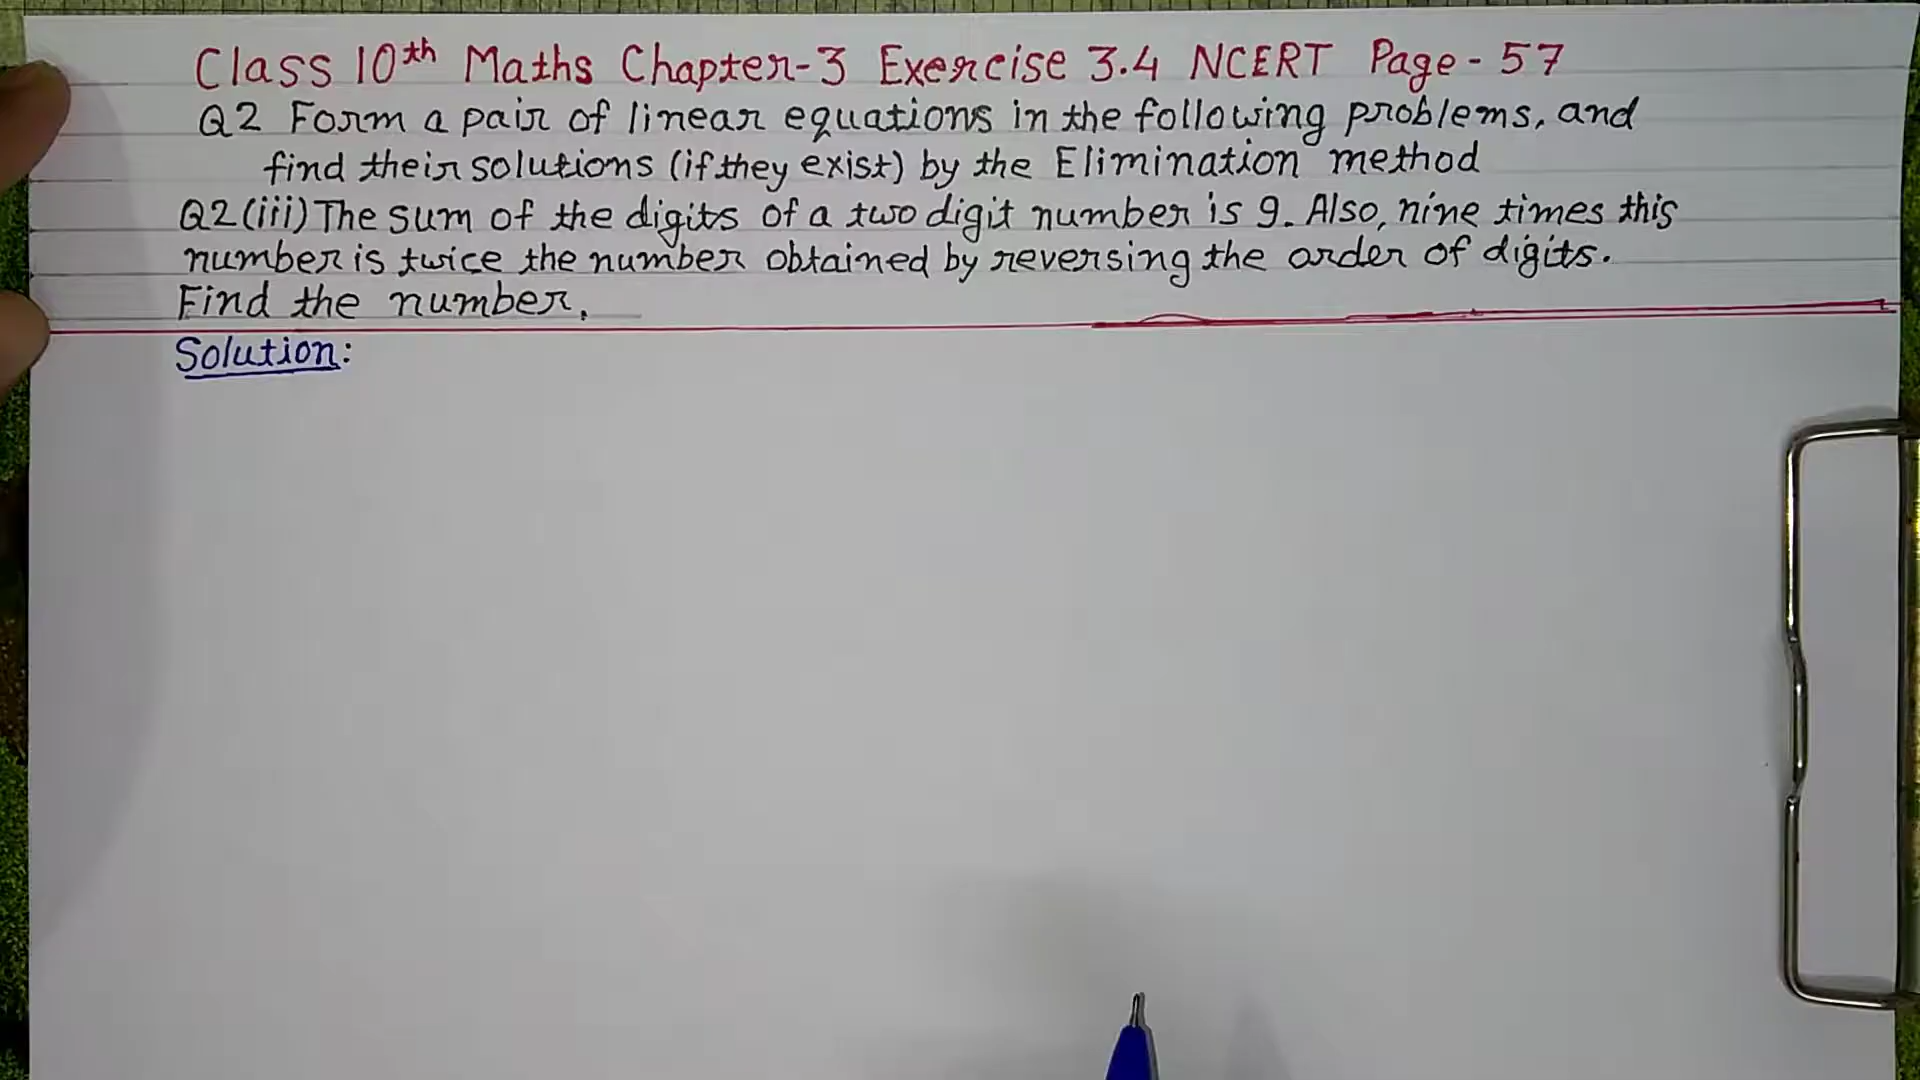 Class 10th Maths Chapter-3 Exercise 3.4 NCERT Page-57
Q2 Form a pair of linear equations in the following problems, and
find their solutions (if they exist) by the Elimination method
Q2(iii) The sum of the digits of a two digit number is 9. Also, nine times this
number is twice the number obtained by reversing the order of digits.
Find the number.
Solution: